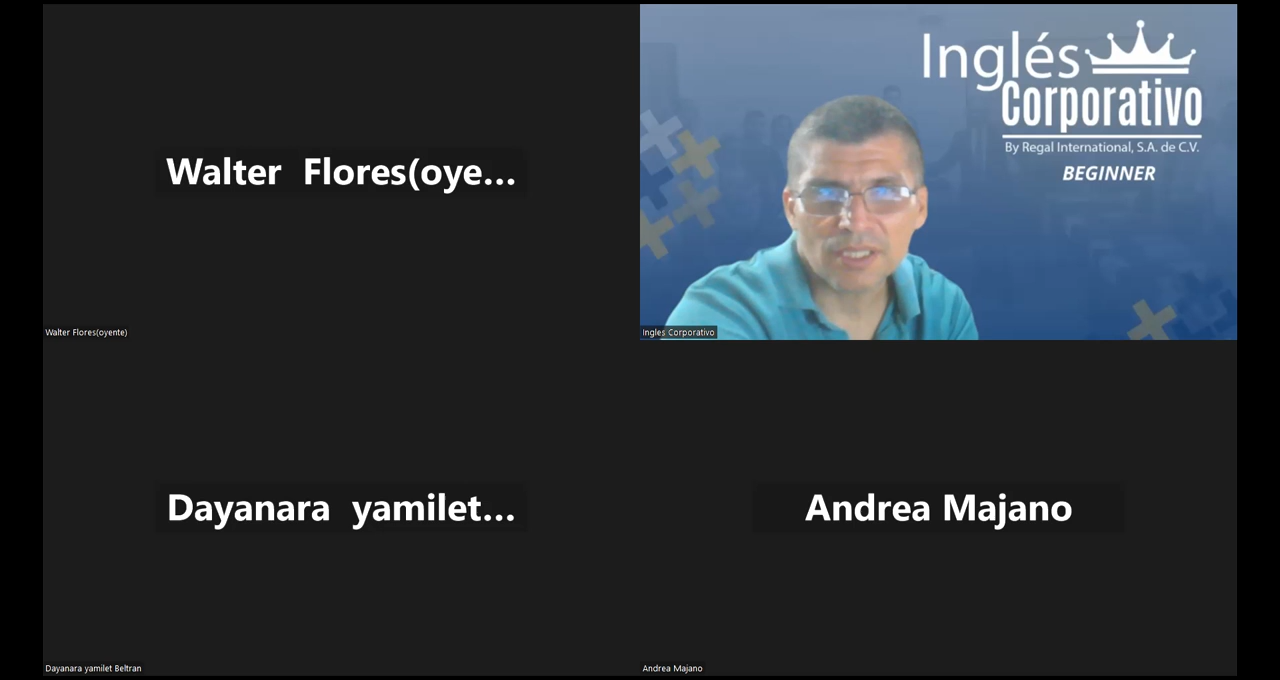 Walter Flores(oye...
Walter Flores(oyente)
Inglés
Corporativo
By Regal International, S.A. de C.V.
BEGINNER
Ingles Corporativo
Dayanara yamilet...
Dayanara yamilet Beltran
Andrea Majano
Andrea Majano